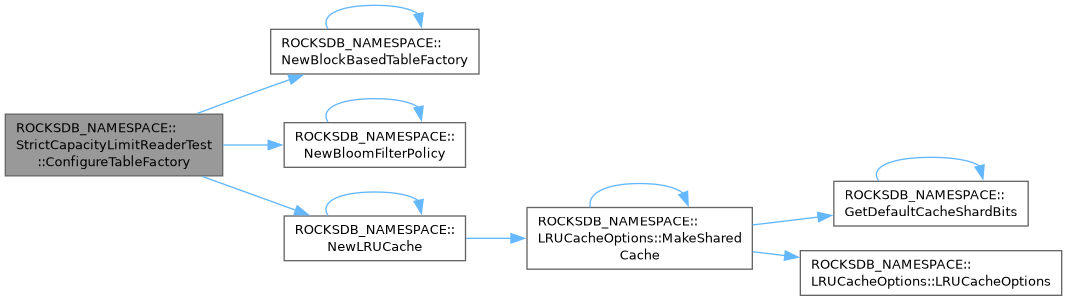 ROCKSDB_NAMESPACE::
NewBlockBasedTableFactory
ROCKSDB_NAMESPACE::
StrictCapacityLimitReaderTest
::ConfigureTableFactory
ROCKSDB_NAMESPACE::
NewBloomFilterPolicy
ROCKSDB_NAMESPACE::
NewLRUCache
ROCKSDB_NAMESPACE::
LRUCacheOptions::MakeShared
Cache
ROCKSDB_NAMESPACE::
GetDefaultCacheShardBits
ROCKSDB_NAMESPACE::
LRUCacheOptions::LRUCacheOptions